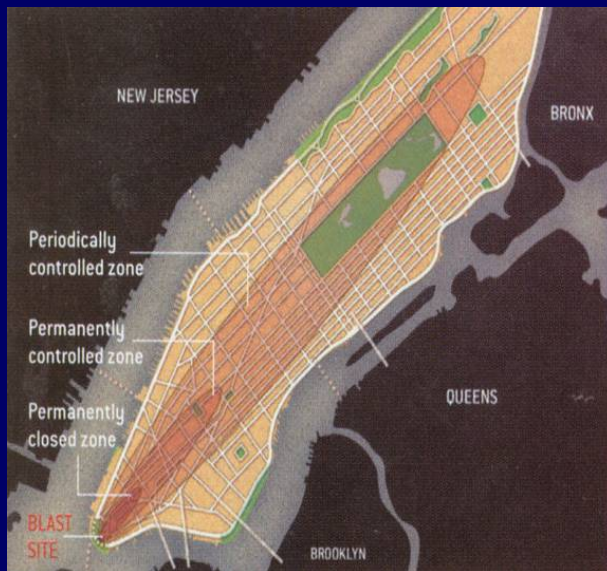 NEW JERSEY
BRONX
Periodically
controlled zone
Permanently
controlled zone
Permanently
closed zone
QUEENS
BLAST
SITE
BROOKLYN